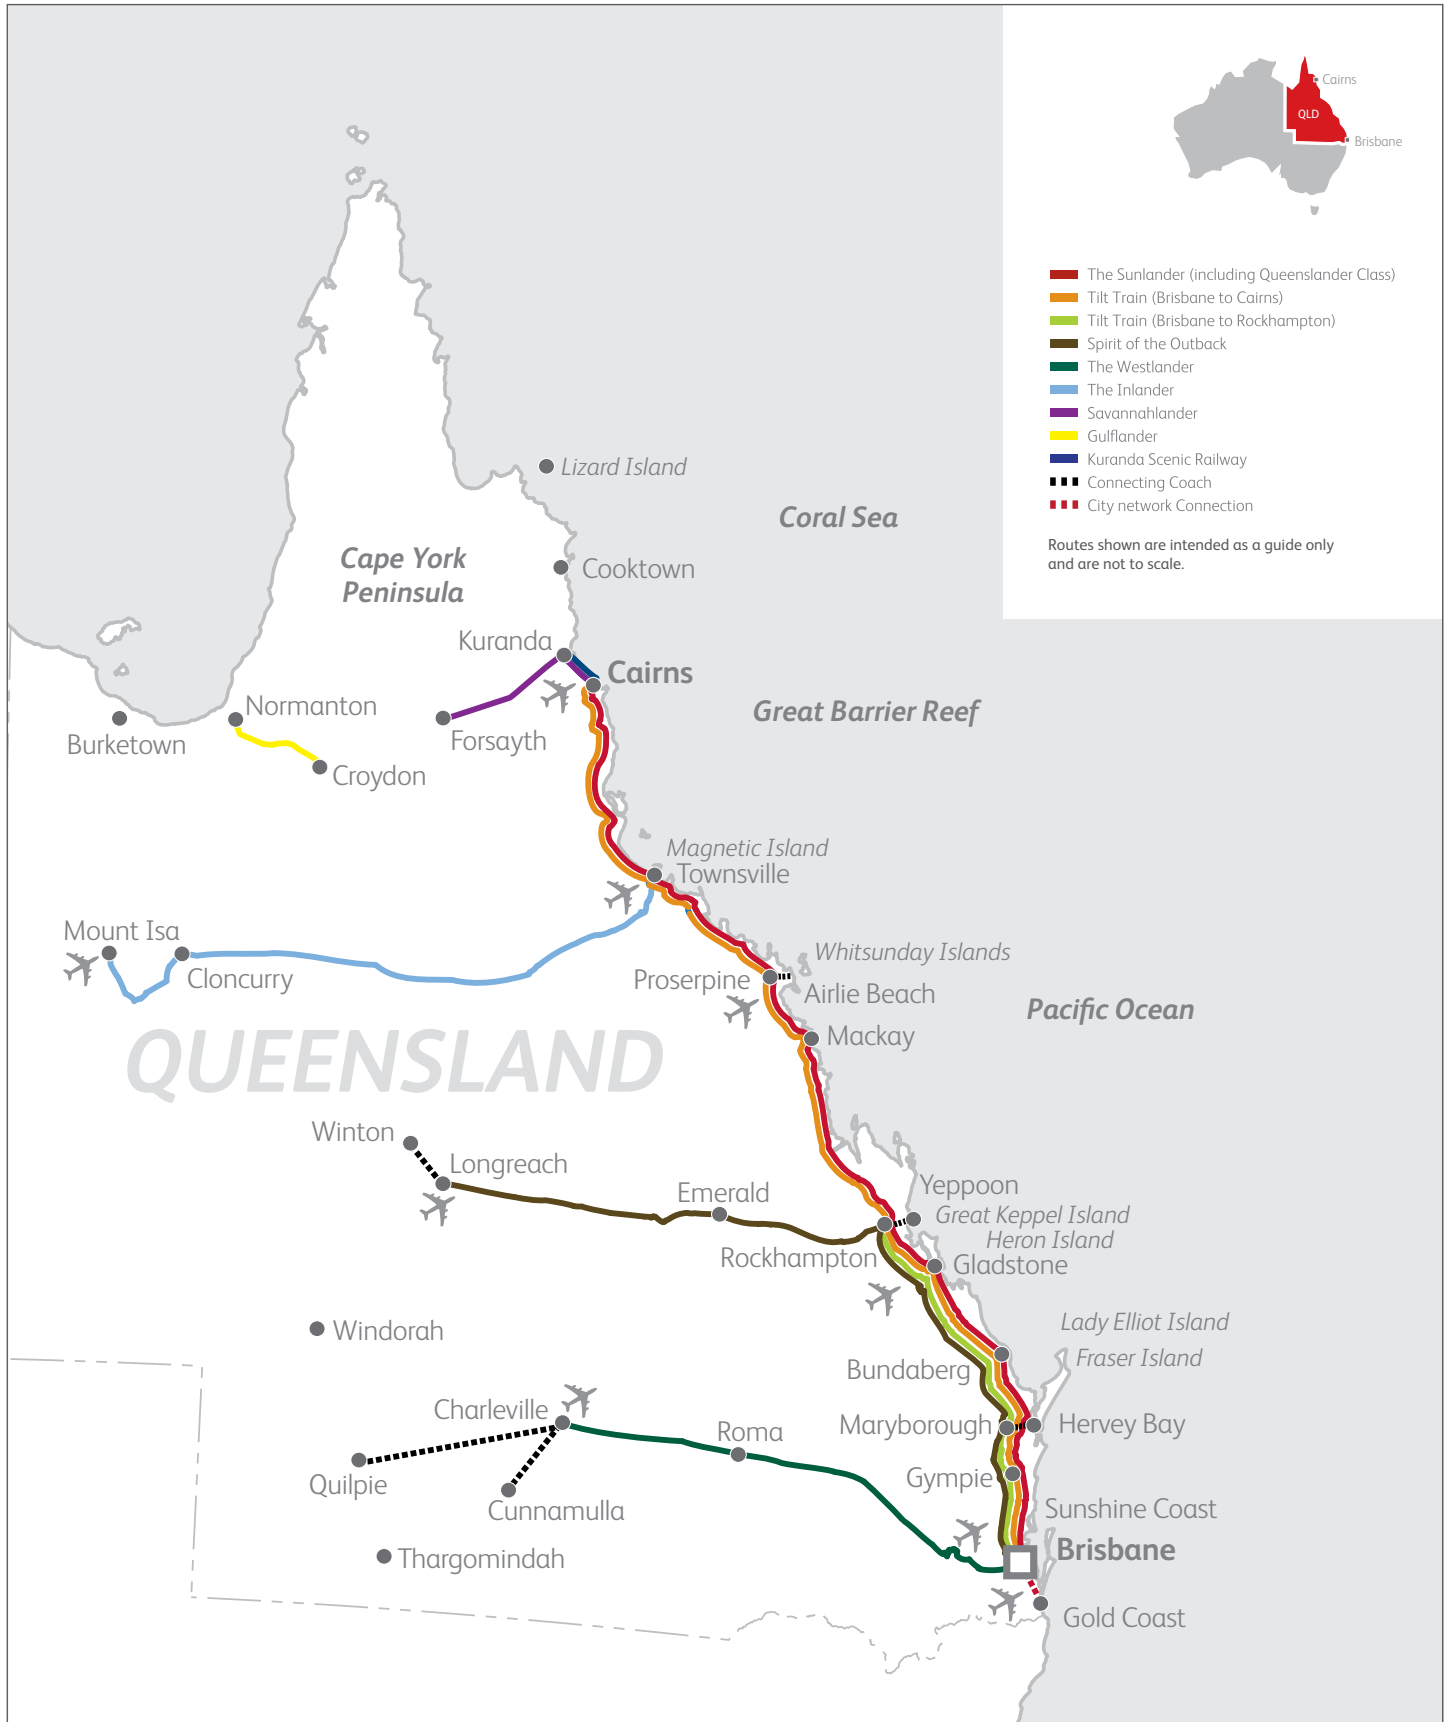 Cairns
QLD
Brisbane
The Sunlander (including Queenslander Class)
Tilt Train (Brisbane to Cairns)
Tilt Train (Brisbane to Rockhampton)
Spirit of the Outback
The Westlander
The Inlander
Savannahlander
Gulflander
Kuranda Scenic Railway
Connecting Coach
City network Connection
Routes shown are intended as a guide only
and are not to scale.
Lizard Island
Coral Sea
Cape York
Peninsula
Cooktown
Kuranda
Cairns
Normanton
Great Barrier Reef
Burketown
Forsayth
Croydon
Magnetic Island
Townsville
Mount Isa
Whitsunday Islands
Cloncurry
Proserpine
Airlie Beach
Pacific Ocean
Mackay
QUEENSLAND
Winton
Longreach
Yeppoon
Emerald
Great Keppel Island
Heron Island
Rockhampton
Gladstone
Lady Elliot Island
Windorah
Fraser Island
Bundaberg
Charleville
Maryborough
Hervey Bay
Roma
Gympie
Quilpie
Cunnamulla
Sunshine Coast
Brisbane
Thargomindah
Gold Coast